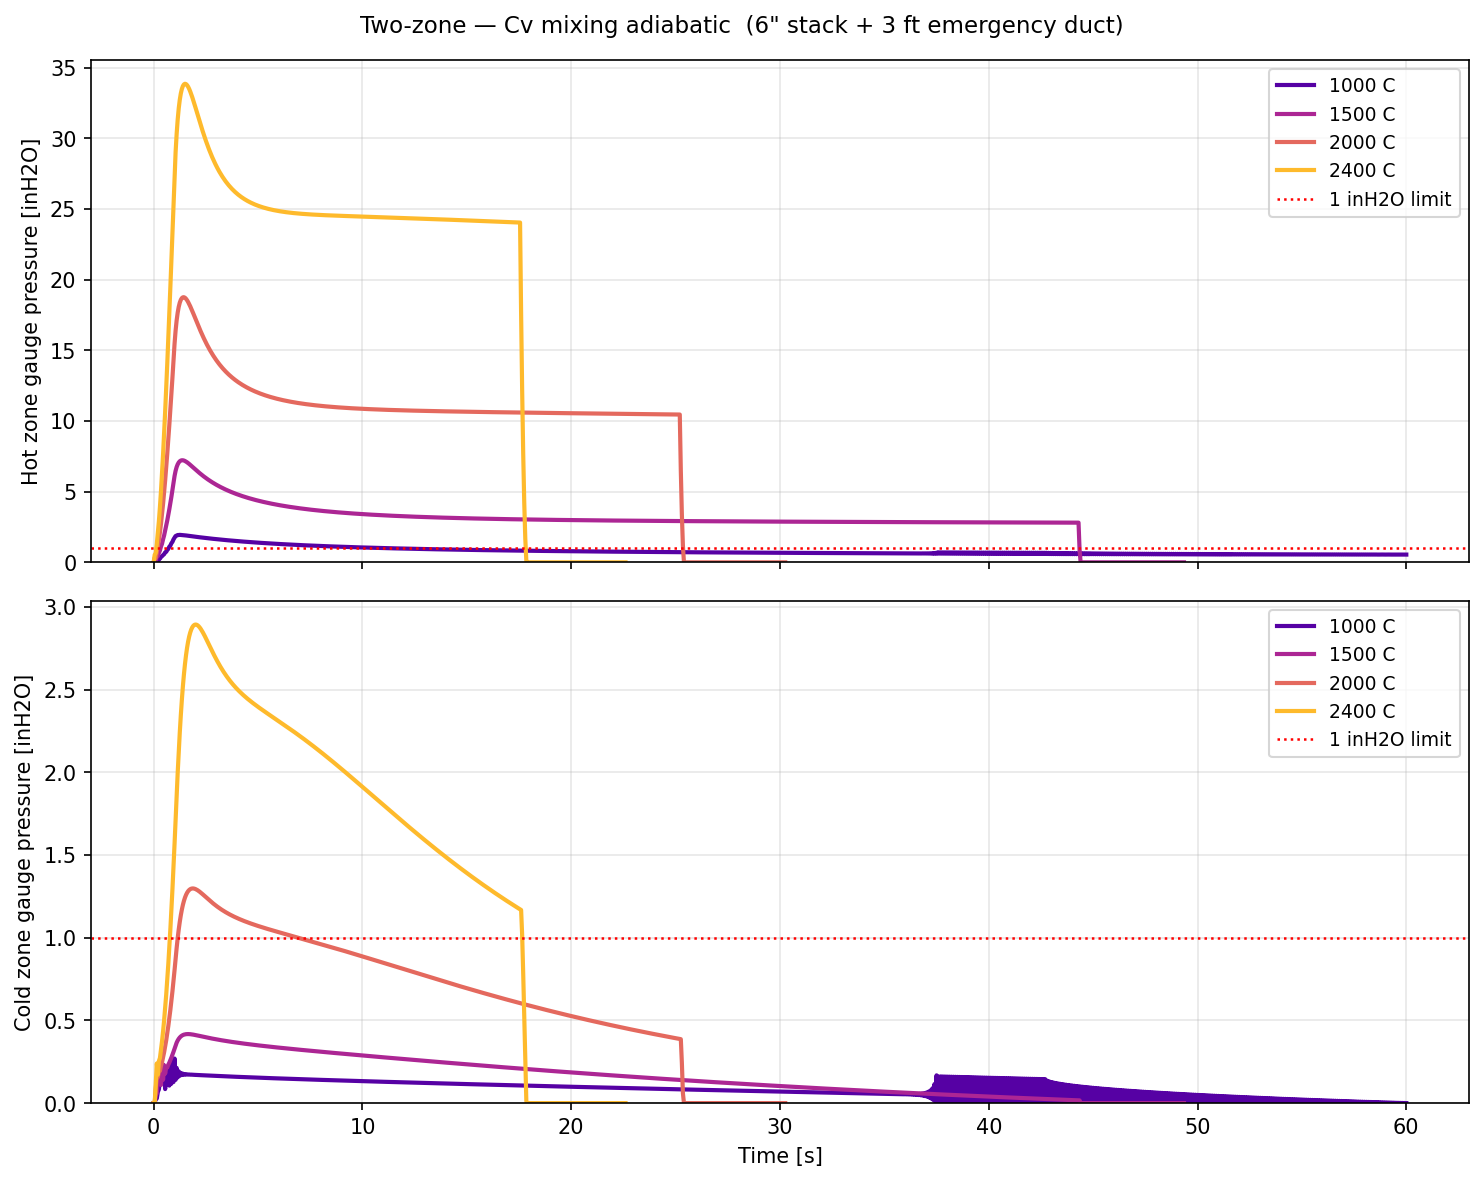 Two-zone — Cv mixing adiabatic  (6" stack + 3 ft emergency duct)
Hot zone gauge pressure [inH2O]
35
30
25
20
15
10
5
0
1000 C
1500 C
2000 C
2400 C
1 inH2O limit
Cold zone gauge pressure [inH2O]
3.0
2.5
2.0
1.5
1.0
0.5
0.0
1000 C
1500 C
2000 C
2400 C
1 inH2O limit
0 10 20 30 40 50 60
Time [s]